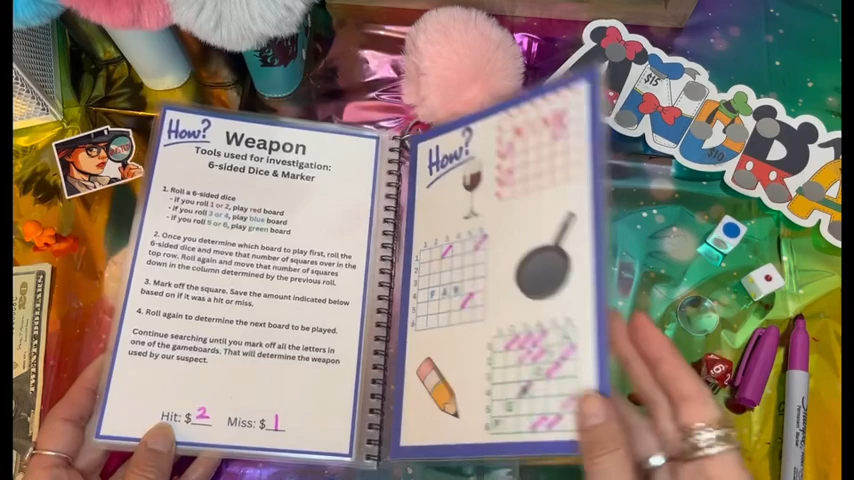 How?
Weapon
Tools used for investigation:
6-sided Dice & Marker
1. Roll a 6-sided dice
- if you roll 1 or 2, play red board
- if you roll 3 or 4, play blue board
- if you roll 5 or 6, play green board
2. Once you determine which board to play first, roll the
6-sided dice and move that number of squares over in the
top row. Roll again and move that number of squares
down in the column determined by the previous roll.
3. Mark off the square. Save the amount indicated below
based on if it was a hit or miss.
4. Roll again to determine the next board to be played.
Continue searching until you mark off all the letters in
one of the gameboards. That will determine the weapon
used by our suspect.
Hit: $2 Miss: $1
How?
P A N
$15
$10